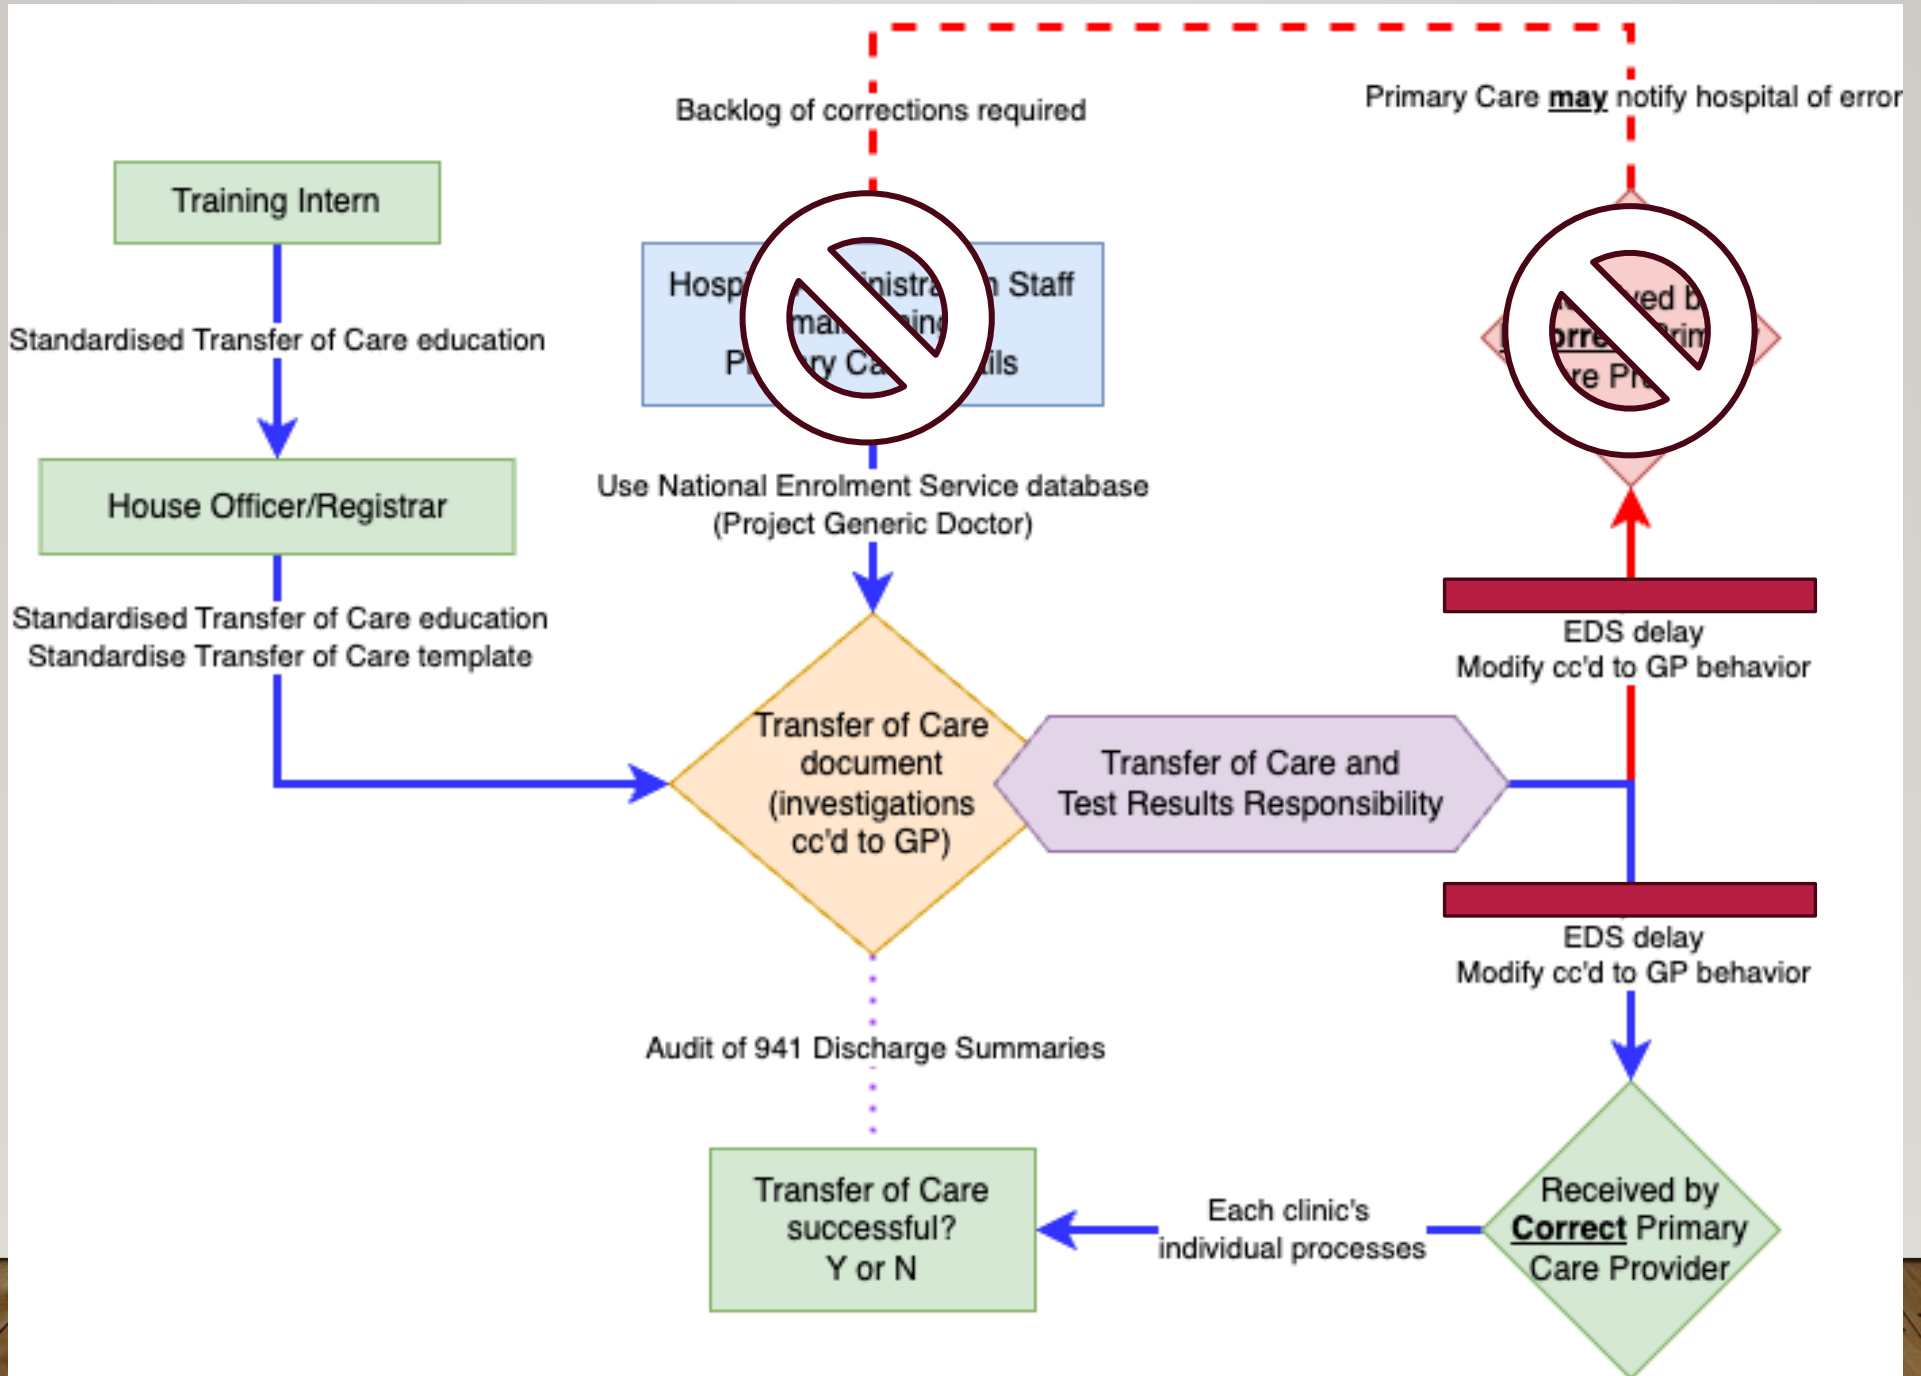 Backlog of corrections required
Primary Care may notify hospital of error
Training Intern
Staff
Standardised Transfer of Care education
House Officer/Registrar
Use National Enrolment Service database
(Project Generic Doctor)
Standardised Transfer of Care education
Standardise Transfer of Care template
EDS delay
Modify cc'd to GP behavior
Transfer of Care
document
(investigations
cc'd to GP)
Transfer of Care and
Test Results Responsibility
EDS delay
Modify cc'd to GP behavior
Audit of 941 Discharge Summaries
Transfer of Care
successful?
Y or N
Each clinic's
individual processes
Received by
Correct Primary
Care Provider